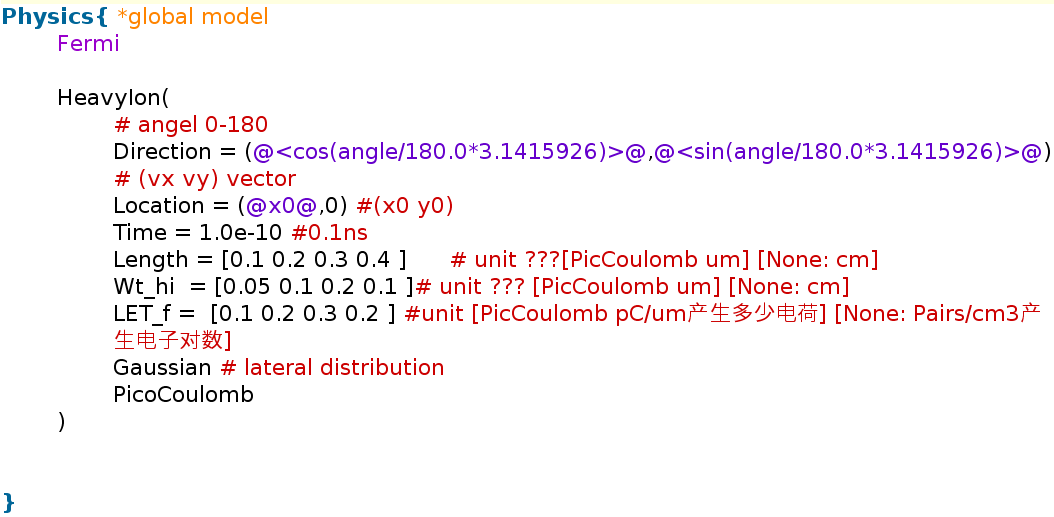 Physics{ *global model
Fermi
HeavyIon(
# angel 0-180
Direction = (@<cos(angle/180.0*3.1415926)>@,@<sin(angle/180.0*3.1415926)>@)
# (vx vy) vector
Location = (@x0@,0) #(x0 y0)
Time = 1.0e-10 #0.1ns
Length = [0.1 0.2 0.3 0.4 ] # unit ???[PicCoulomb um] [None: cm]
Wt_hi = [0.05 0.1 0.2 0.1 ]# unit ??? [PicCoulomb um] [None: cm]
LET_f = [0.1 0.2 0.3 0.2 ] #unit [PicCoulomb pC/um产生多少电荷] [None: Pairs/cm3产
生电子对数]
Gaussian # lateral distribution
PicoCoulomb
)
}